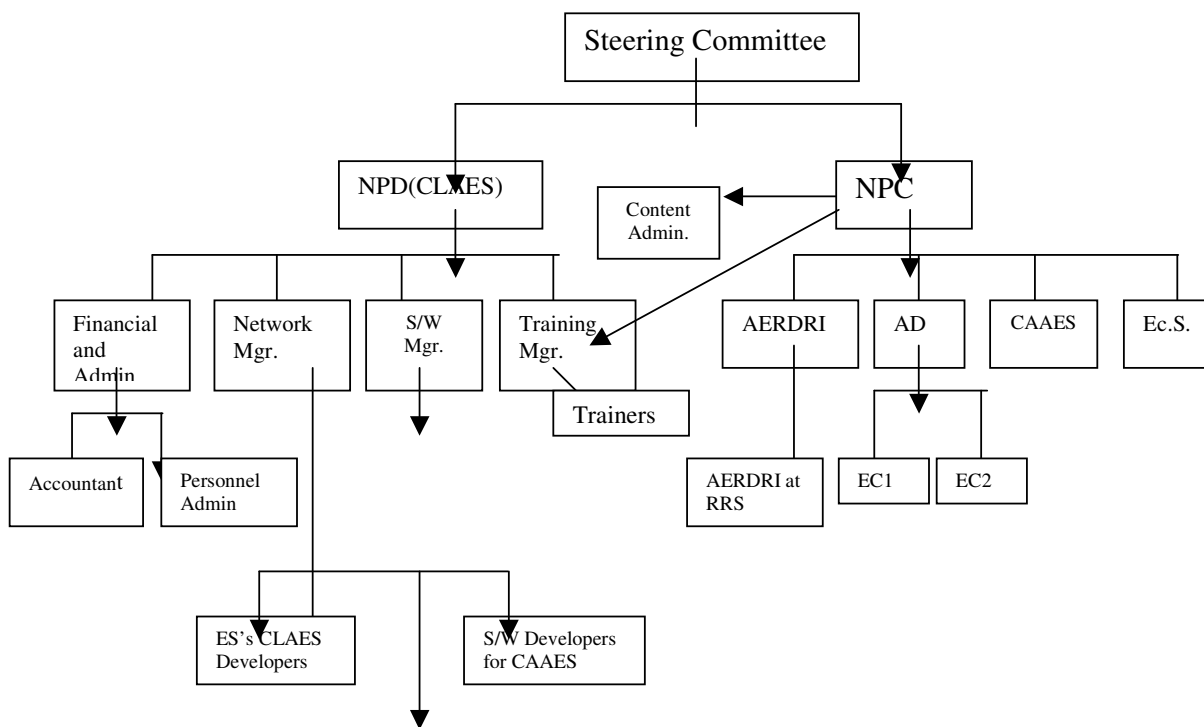 Steering Committee
NPD(CLAES)
Content
Admin.
NPC
Financial
and
Admin
Network
Mgr.
S/W
Mgr.
Training
Mgr.
AERDRI
AD
CAAES
Ec.S.
Trainers
Accountant
Personnel
Admin
AERDRI at
RRS
EC1
EC2
ES’s CLAES
Developers
S/W Developers
for CAAES